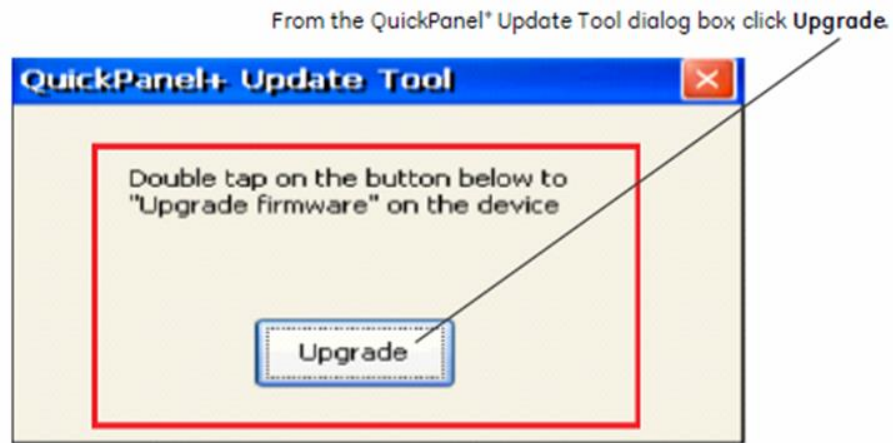 From the QuickPanel⁺ Update Tool dialog box, click Upgrade.
QuickPanel+ Update Tool
Double tap on the button below to
"Upgrade firmware" on the device
Upgrade